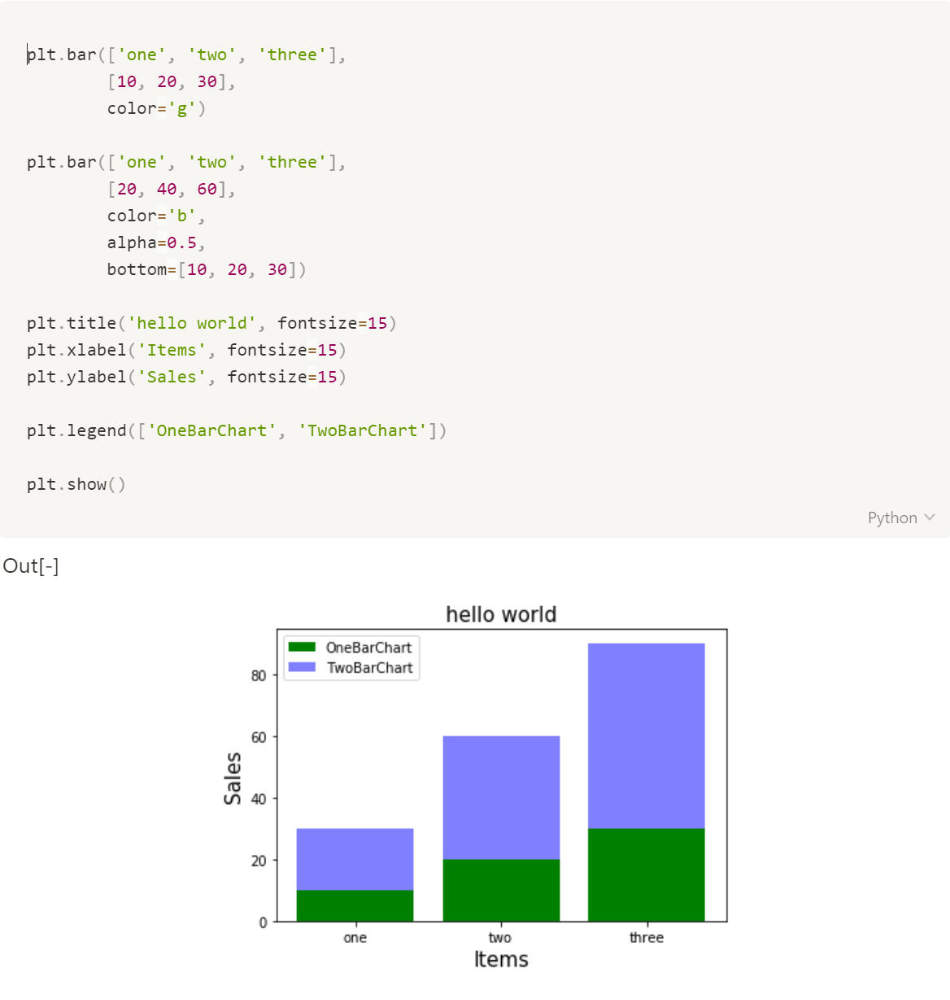 plt.bar(['one', 'two', 'three'],
        [10, 20, 30],
        color='g')
plt.bar(['one', 'two', 'three'],
        [20, 40, 60],
        color='b',
        alpha=0.5,
        bottom=[10, 20, 30])
plt.title('hello world', fontsize=15)
plt.xlabel('Items', fontsize=15)
plt.ylabel('Sales', fontsize=15)
plt.legend(['OneBarChart', 'TwoBarChart'])
plt.show()
Python
Out[-]
hello world
OneBarChart
TwoBarChart
80
60
40
20
0
Sales
one two three
Items